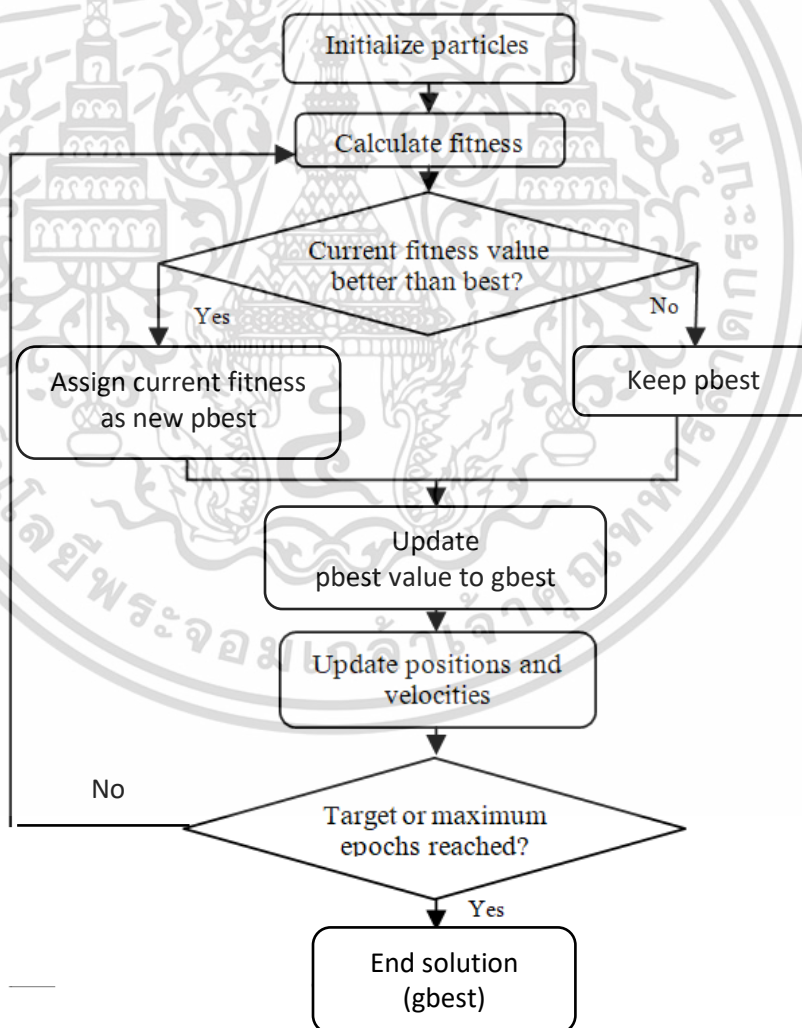 Initialize particles
Calculate fitness
Current fitness value
better than best?
Yes
No
Assign current fitness
as new pbest
Keep pbest
Update
pbest value to gbest
Update positions and
velocities
No
Target or maximum
epochs reached?
Yes
End solution
(gbest)